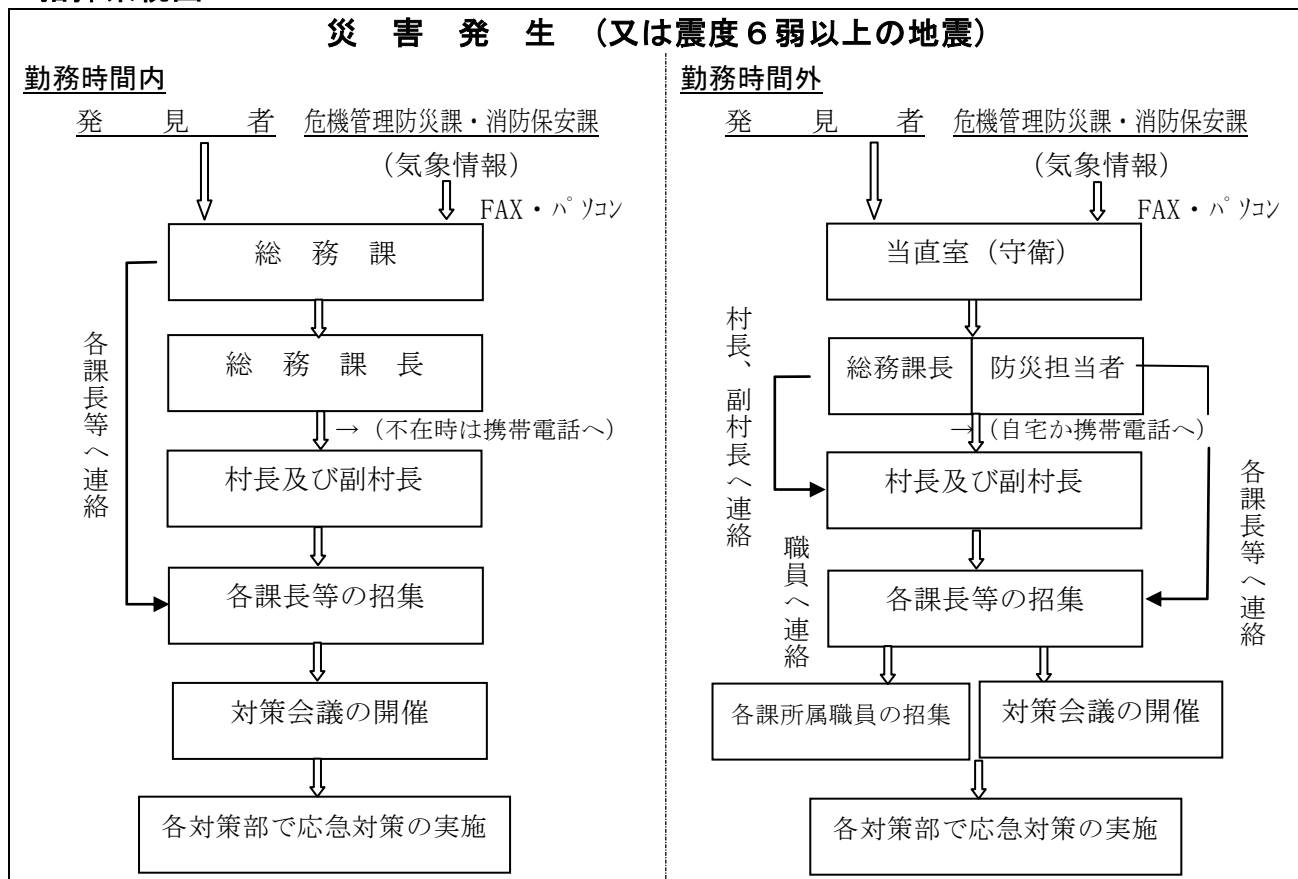 災　害　発　生　（又は震度６弱以上の地震）
勤務時間内
発　見　者　危機管理防災課・消防保安課
（気象情報）
FAX・ﾊﾟｿｺﾝ
総　務　課
各課長等へ連絡
総　務　課　長
→（不在時は携帯電話へ）
村長及び副村長
各課長等の招集
対策会議の開催
各対策部で応急対策の実施
勤務時間外
発　見　者　危機管理防災課・消防保安課
（気象情報）
FAX・ﾊﾟｿｺﾝ
当直室（守衛）
村長、副村長へ連絡
総務課長　防災担当者
→（自宅か携帯電話へ）
村長及び副村長
各課長等へ連絡
職員へ連絡
各課長等の招集
各課所属職員の招集　対策会議の開催
各対策部で応急対策の実施